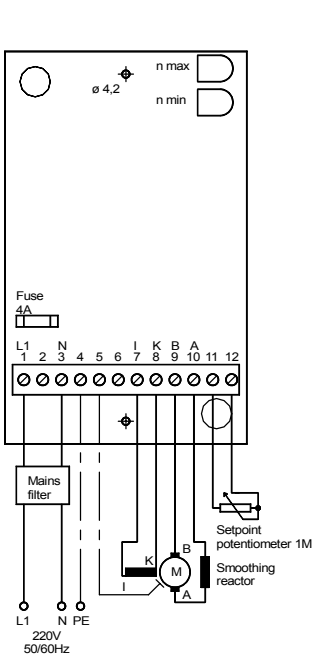 n max
ø 4,2
n min
Fuse
4A
L1 N I K B A
1 2 3 4 5 6 7 8 9 10 11 12
Mains
filter
Setpoint
potentiometer 1M
B
K
M
Smoothing
reactor
I
A
L1 N PE
220V
50/60Hz